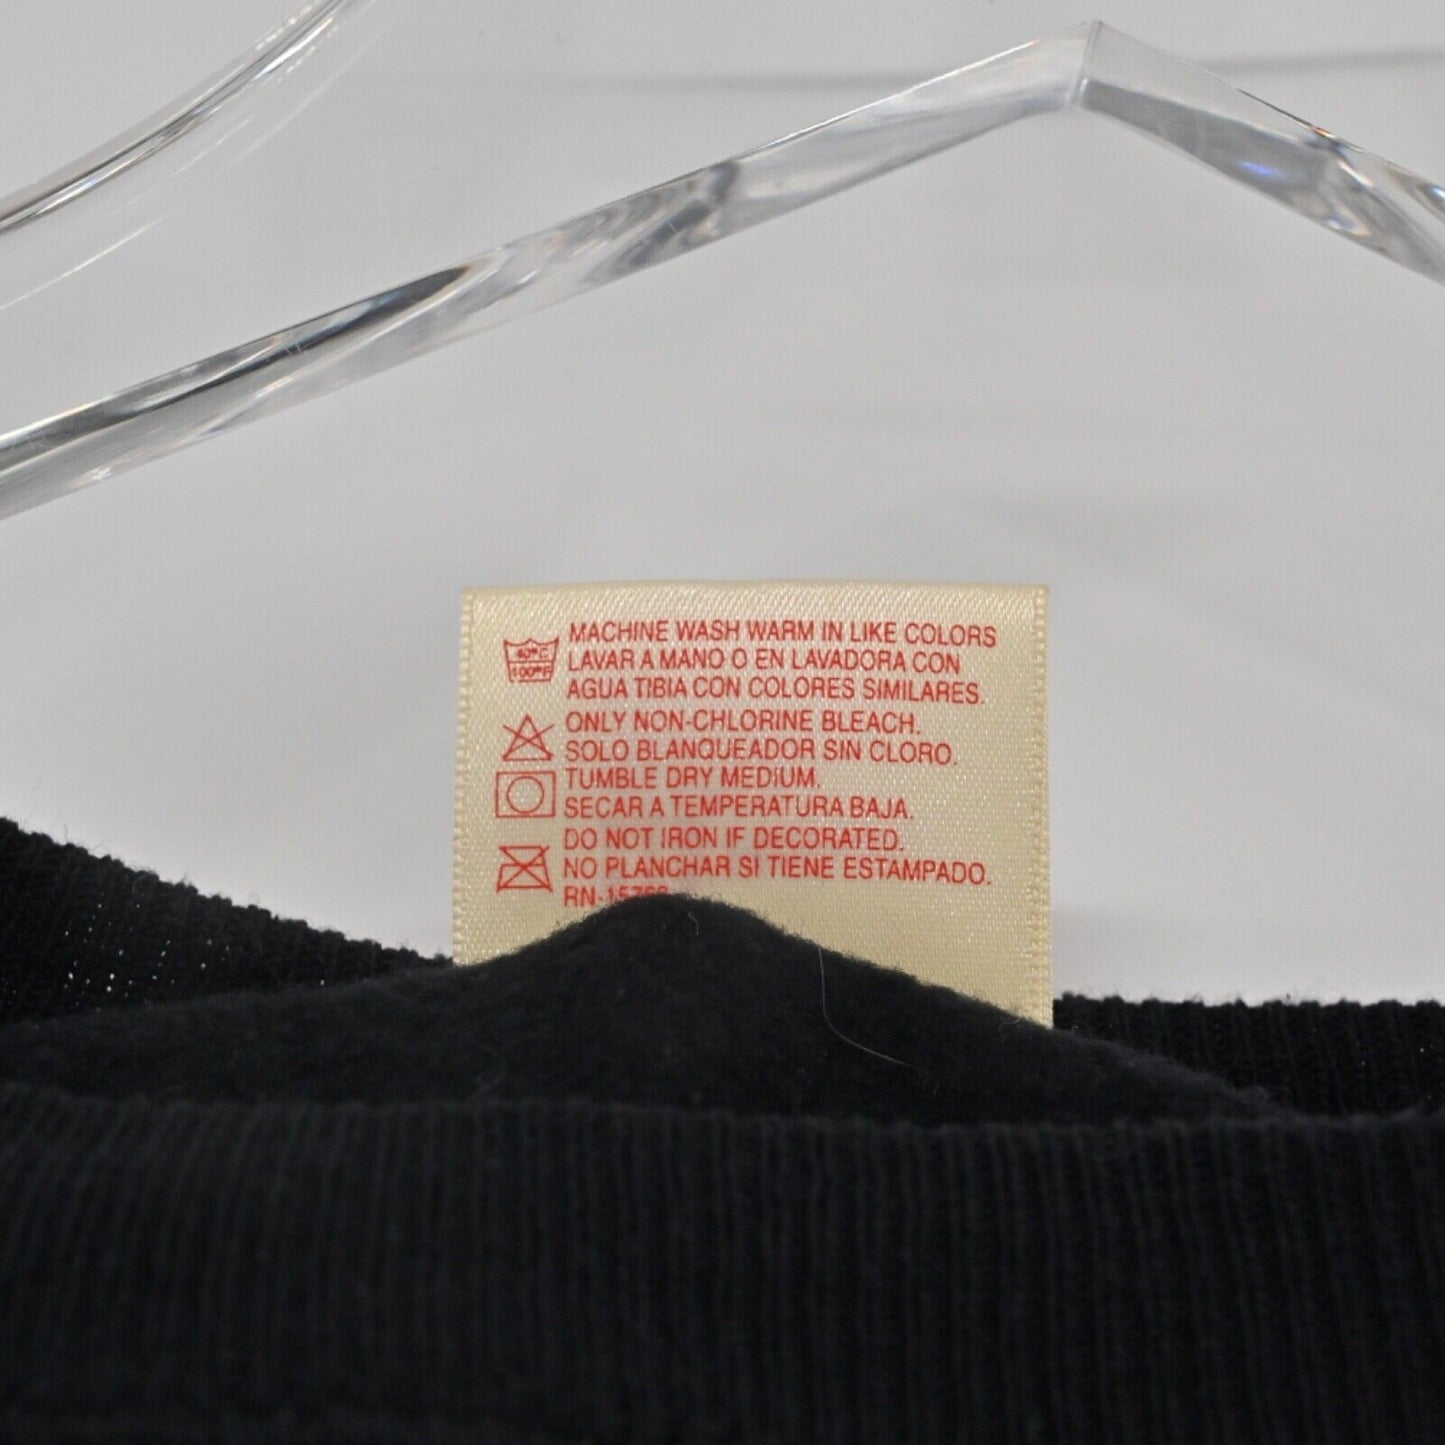 40°C
100°F
MACHINE WASH WARM IN LIKE COLORS
LAVAR A MANO O EN LAVADORA CON
AGUA TIBIA CON COLORES SIMILARES.
ONLY NON-CHLORINE BLEACH.
SOLO BLANQUEADOR SIN CLORO.
TUMBLE DRY MEDIUM.
SECAR A TEMPERATURA BAJA.
DO NOT IRON IF DECORATED.
NO PLANCHAR SI TIENE ESTAMPADO.